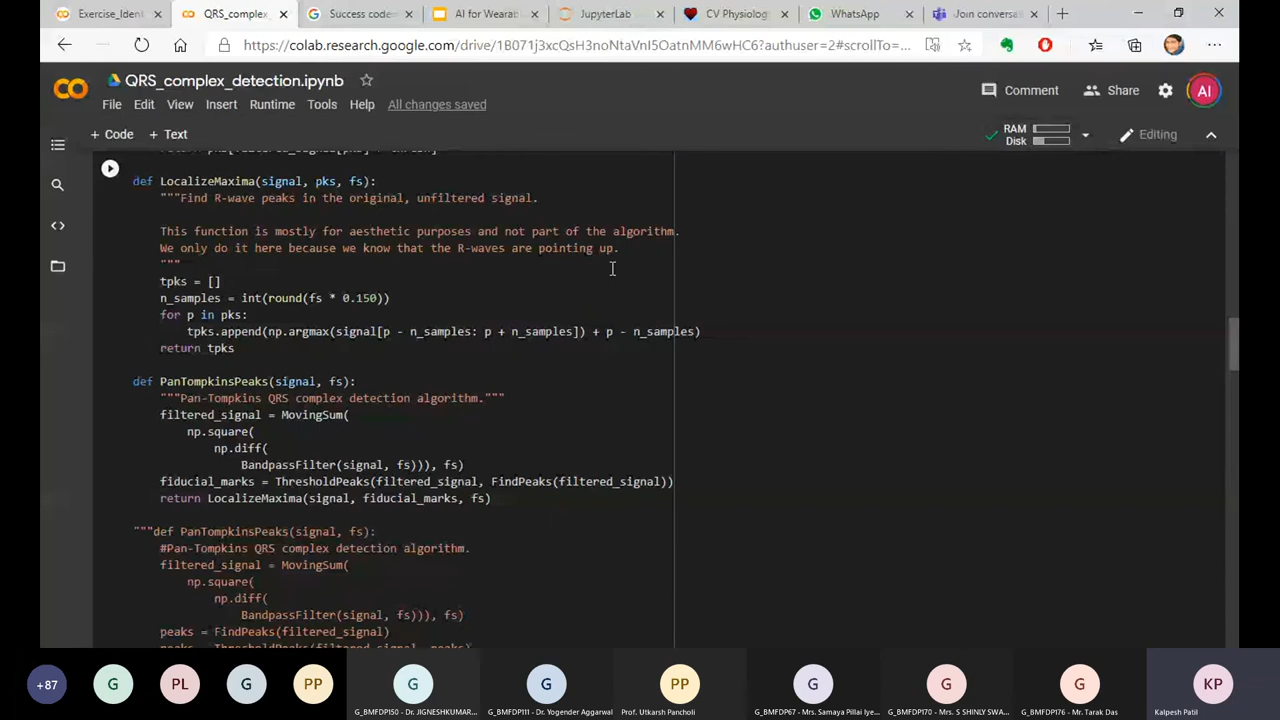 Exercise_Ident
QRS_complex_
Success codem
AI for Wearab
JupyterLab
CV Physiology
WhatsApp
Join conversa
https://colab.research.google.com/drive/1B071j3xcQsH3noNtaVnI5OatnMM6wHC6?authuser=2#scrollTo=...
QRS_complex_detection.ipynb
Comment
Share
AI
File Edit View Insert Runtime Tools Help All changes saved
+ Code + Text
RAM
Disk
Editing
def LocalizeMaxima(signal, pks, fs):
"""Find R-wave peaks in the original, unfiltered signal.
This function is mostly for aesthetic purposes and not part of the algorithm.
We only do it here because we know that the R-waves are pointing up.
"""
tpks = []
n_samples = int(round(fs * 0.150))
for p in pks:
tpks.append(np.argmax(signal[p - n_samples: p + n_samples]) + p - n_samples)
return tpks
def PanTompkinsPeaks(signal, fs):
"""Pan-Tompkins QRS complex detection algorithm."""
filtered_signal = MovingSum(
np.square(
np.diff(
BandpassFilter(signal, fs))), fs)
fiducial_marks = ThresholdPeaks(filtered_signal, FindPeaks(filtered_signal))
return LocalizeMaxima(signal, fiducial_marks, fs)
"""def PanTompkinsPeaks(signal, fs):
#Pan-Tompkins QRS complex detection algorithm.
filtered_signal = MovingSum(
np.square(
np.diff(
BandpassFilter(signal, fs))), fs)
peaks = FindPeaks(filtered_signal)
+87 G PL G PP G G PP G G G KP
G_BMFDP150 - Dr. JIGNESHKUMAR...
G_BMFDP111 - Dr. Yogender Aggarwal
Prof. Utkarsh Pancholi
G_BMFDP67 - Mrs. Samaya Pillai Iye...
G_BMFDP170 - Mrs. S SHINLY SWA...
G_BMFDP176 - Mr. Tarak Das
Kalpesh Patil